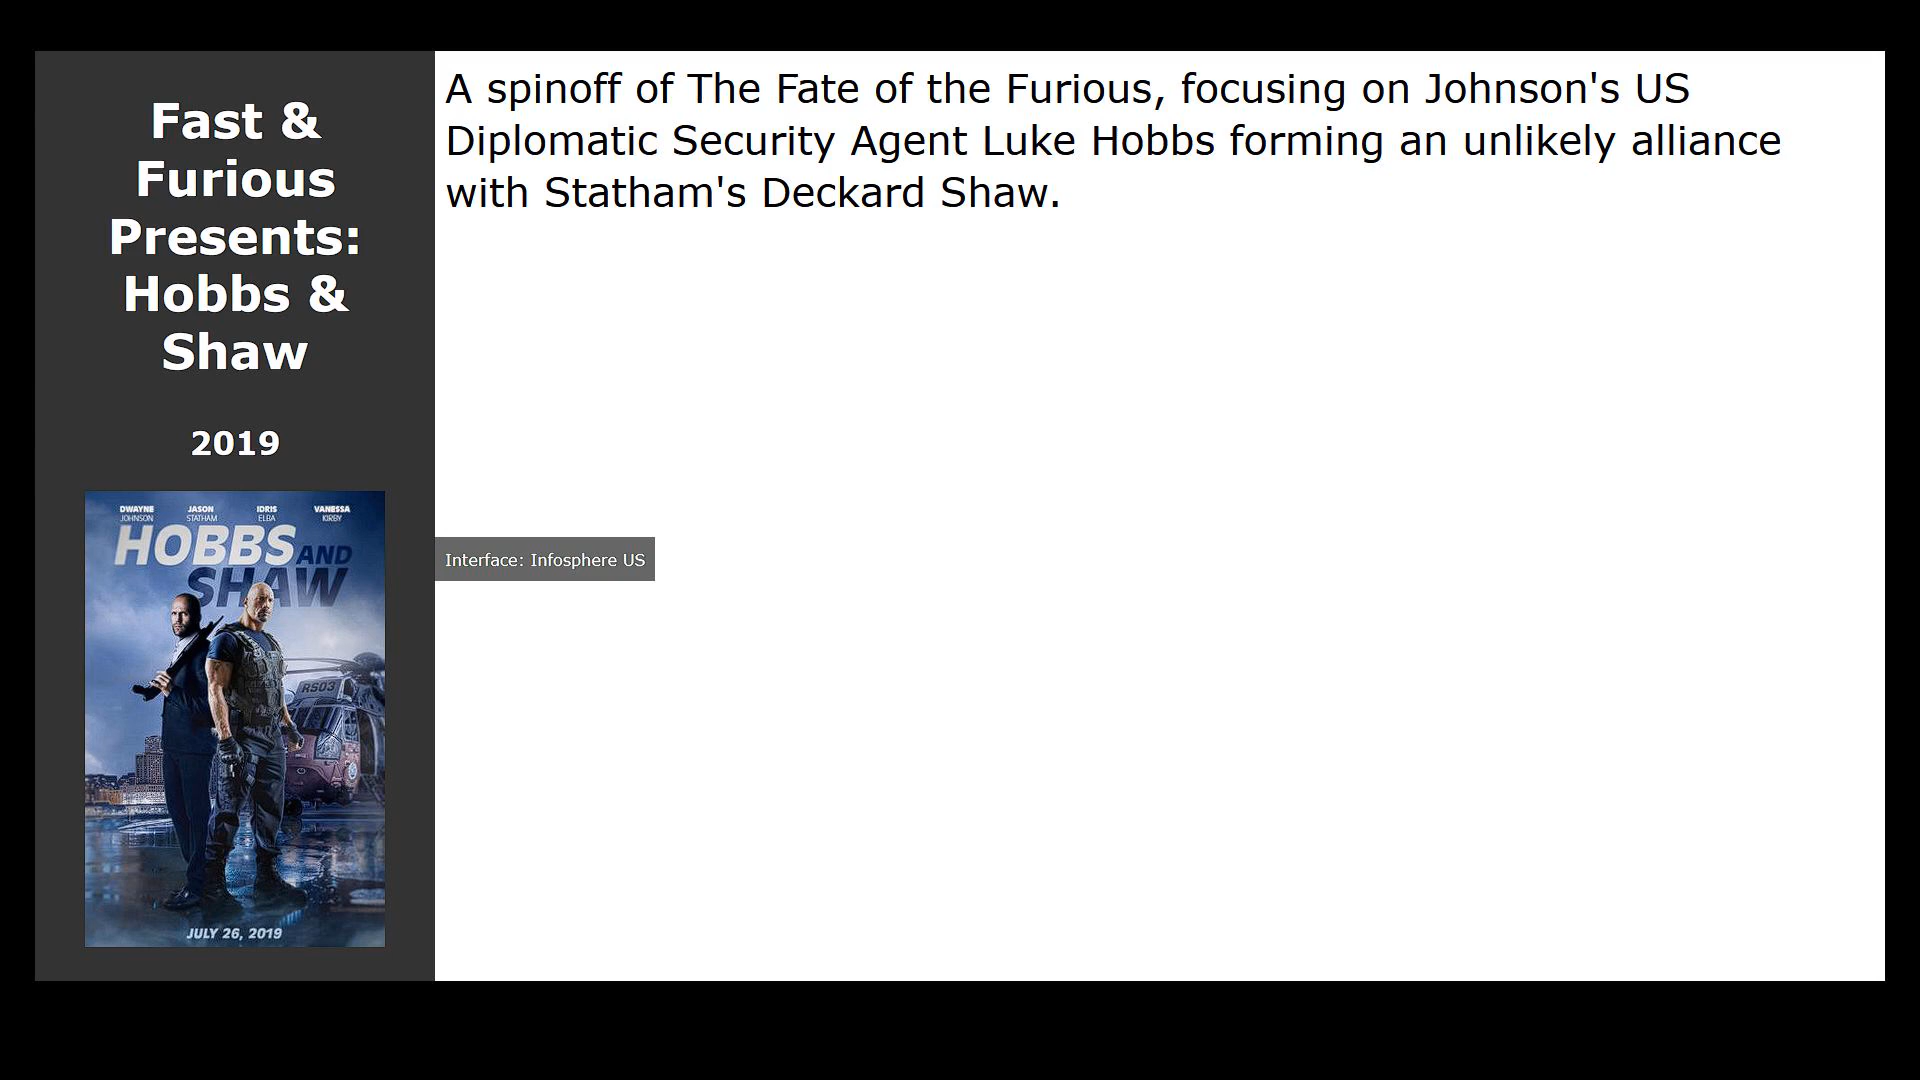 Fast &
Furious
Presents:
Hobbs &
Shaw
2019
DWAYNE JOHNSON
JASON STATHAM
IDRIS ELBA
VANESSA KIRBY
HOBBS AND
SHAW
RS03
JULY 26, 2019
A spinoff of The Fate of the Furious, focusing on Johnson's US
Diplomatic Security Agent Luke Hobbs forming an unlikely alliance
with Statham's Deckard Shaw.
Interface: Infosphere US